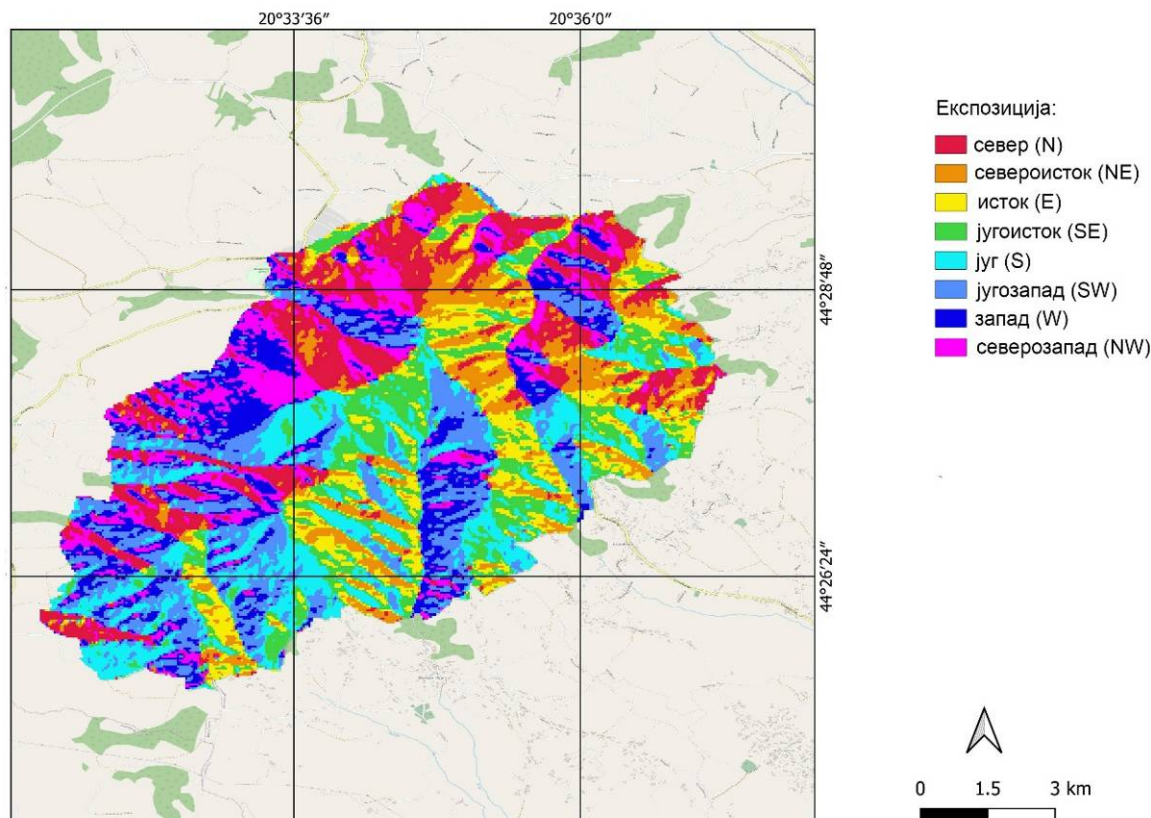 20°33'36" 20°36'0"
44°28'48"
44°26'24"
Експозиција:
север (N)
североисток (NE)
исток (E)
југоисток (SE)
југ (S)
југозапад (SW)
запад (W)
северозапад (NW)
0 1.5 3 km